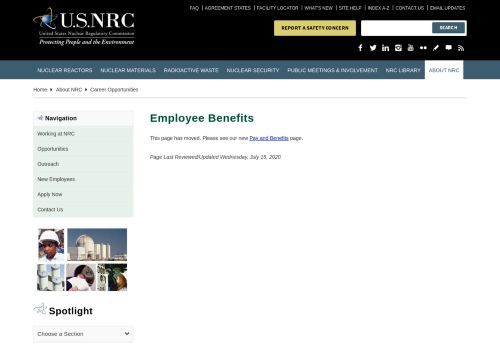 FAQ | AGREEMENT STATES | FACILITY LOCATOR | WHAT'S NEW | SITE HELP | INDEX A-Z | CONTACT US | EMAIL UPDATES
U.S.NRC
United States Nuclear Regulatory Commission
Protecting People and the Environment
REPORT A SAFETY CONCERN
SEARCH
NUCLEAR REACTORS NUCLEAR MATERIALS RADIOACTIVE WASTE NUCLEAR SECURITY PUBLIC MEETINGS & INVOLVEMENT NRC LIBRARY ABOUT NRC
Home About NRC Career Opportunities
Navigation
Working at NRC
Opportunities
Outreach
New Employees
Apply Now
Contact Us
Spotlight
Choose a Section
Employee Benefits
This page has moved. Please see our new Pay and Benefits page.
Page Last Reviewed/Updated Wednesday, July 15, 2020